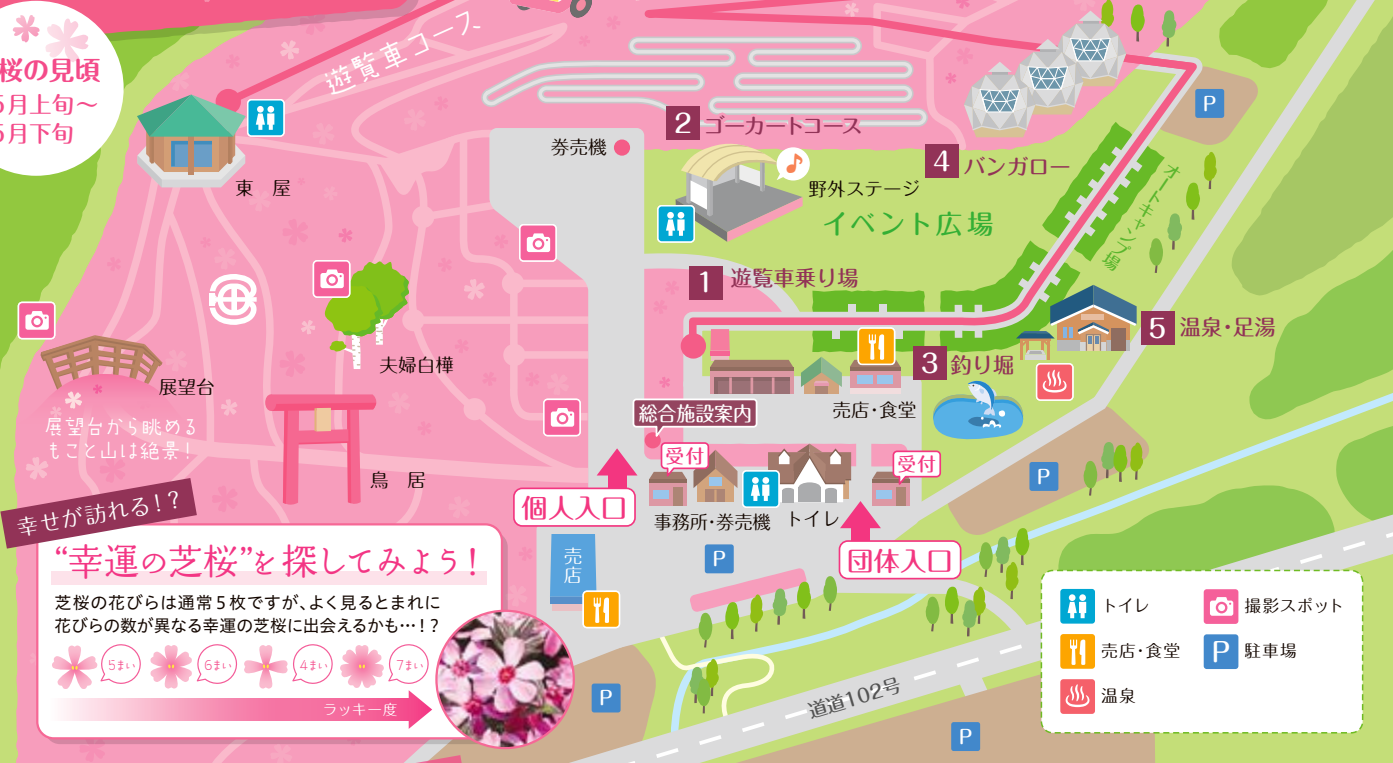 桜の見頃
5月上旬～
5月下旬
遊覧車コース
東屋
券売機
2 ゴーカートコース
野外ステージ
イベント広場
4 バンガロー
P
オートキャンプ場
1 遊覧車乗り場
5 温泉・足湯
3 釣り堀
夫婦白樺
展望台
展望台から眺める
もこと山は絶景！
鳥居
売店・食堂
総合施設案内
受付
受付
個人入口
事務所・券売機
トイレ
団体入口
P
P
売店
幸せが訪れる！？
“幸運の芝桜”を探してみよう！
芝桜の花びらは通常5枚ですが、よく見るとまれに
花びらの数が異なる幸運の芝桜に出会えるかも…！？
5まい 6まい 4まい 7まい
ラッキー度
P
道道102号
P
トイレ
撮影スポット
売店・食堂
P 駐車場
温泉